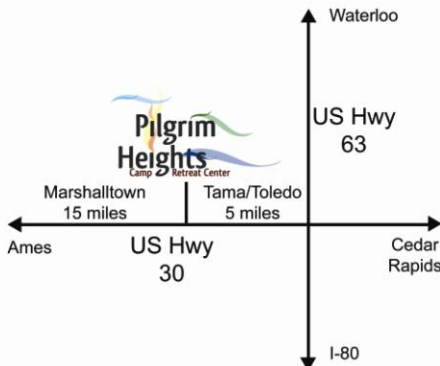 Waterloo
US Hwy
63
Pilgrim
Heights
Camp Retreat Center
Marshalltown
15 miles
Tama/Toledo
5 miles
Ames
US Hwy
30
Cedar
Rapids
I-80